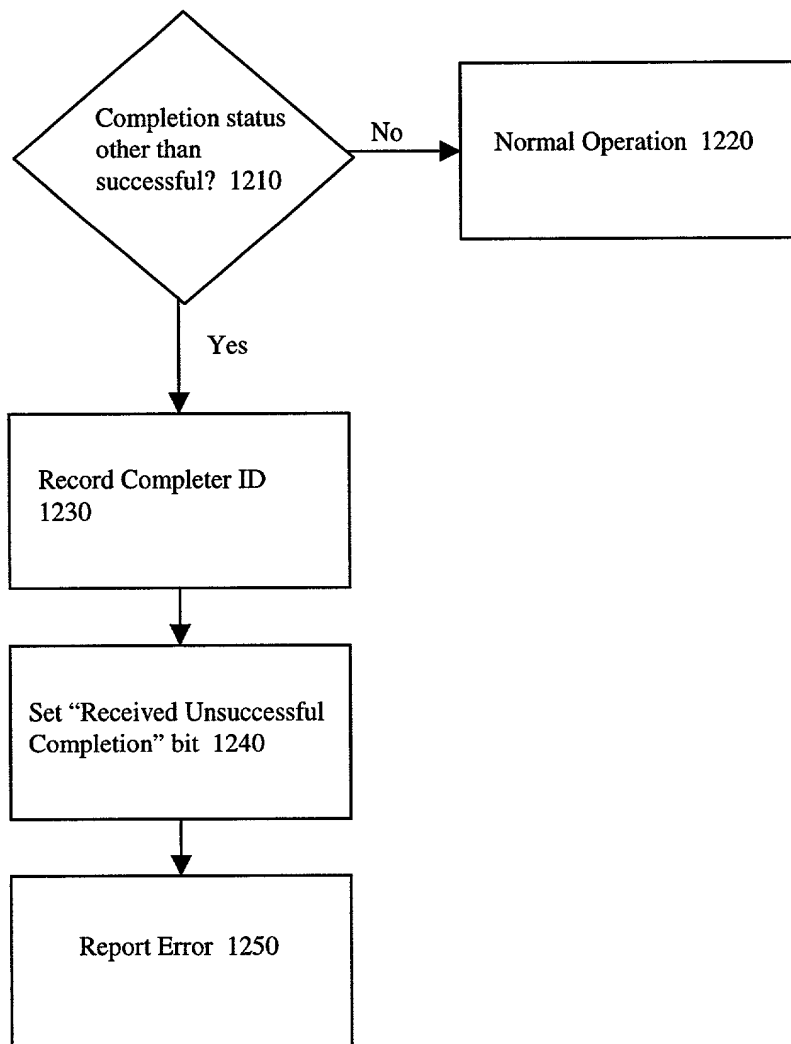 Completion status
other than
successful? 1210
No
Normal Operation 1220
Yes
Record Completer ID
1230
Set “Received Unsuccessful
Completion” bit 1240
Report Error 1250